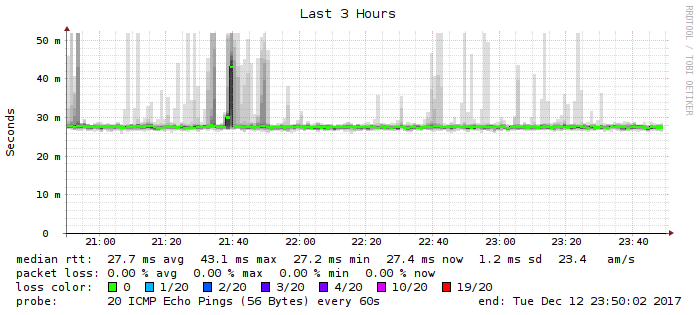 Last 3 Hours
RRDTOOL / TOBI OETIKER
Seconds
50 m
40 m
30 m
20 m
10 m
0
21:00 21:20 21:40 22:00 22:20 22:40 23:00 23:20 23:40
median rtt: 27.7 ms avg 43.1 ms max 27.2 ms min 27.4 ms now 1.2 ms sd 23.4 am/s
packet loss: 0.00 % avg 0.00 % max 0.00 % min 0.00 % now
loss color: 0 1/20 2/20 3/20 4/20 10/20 19/20
probe: 20 ICMP Echo Pings (56 Bytes) every 60s end: Tue Dec 12 23:50:02 2017